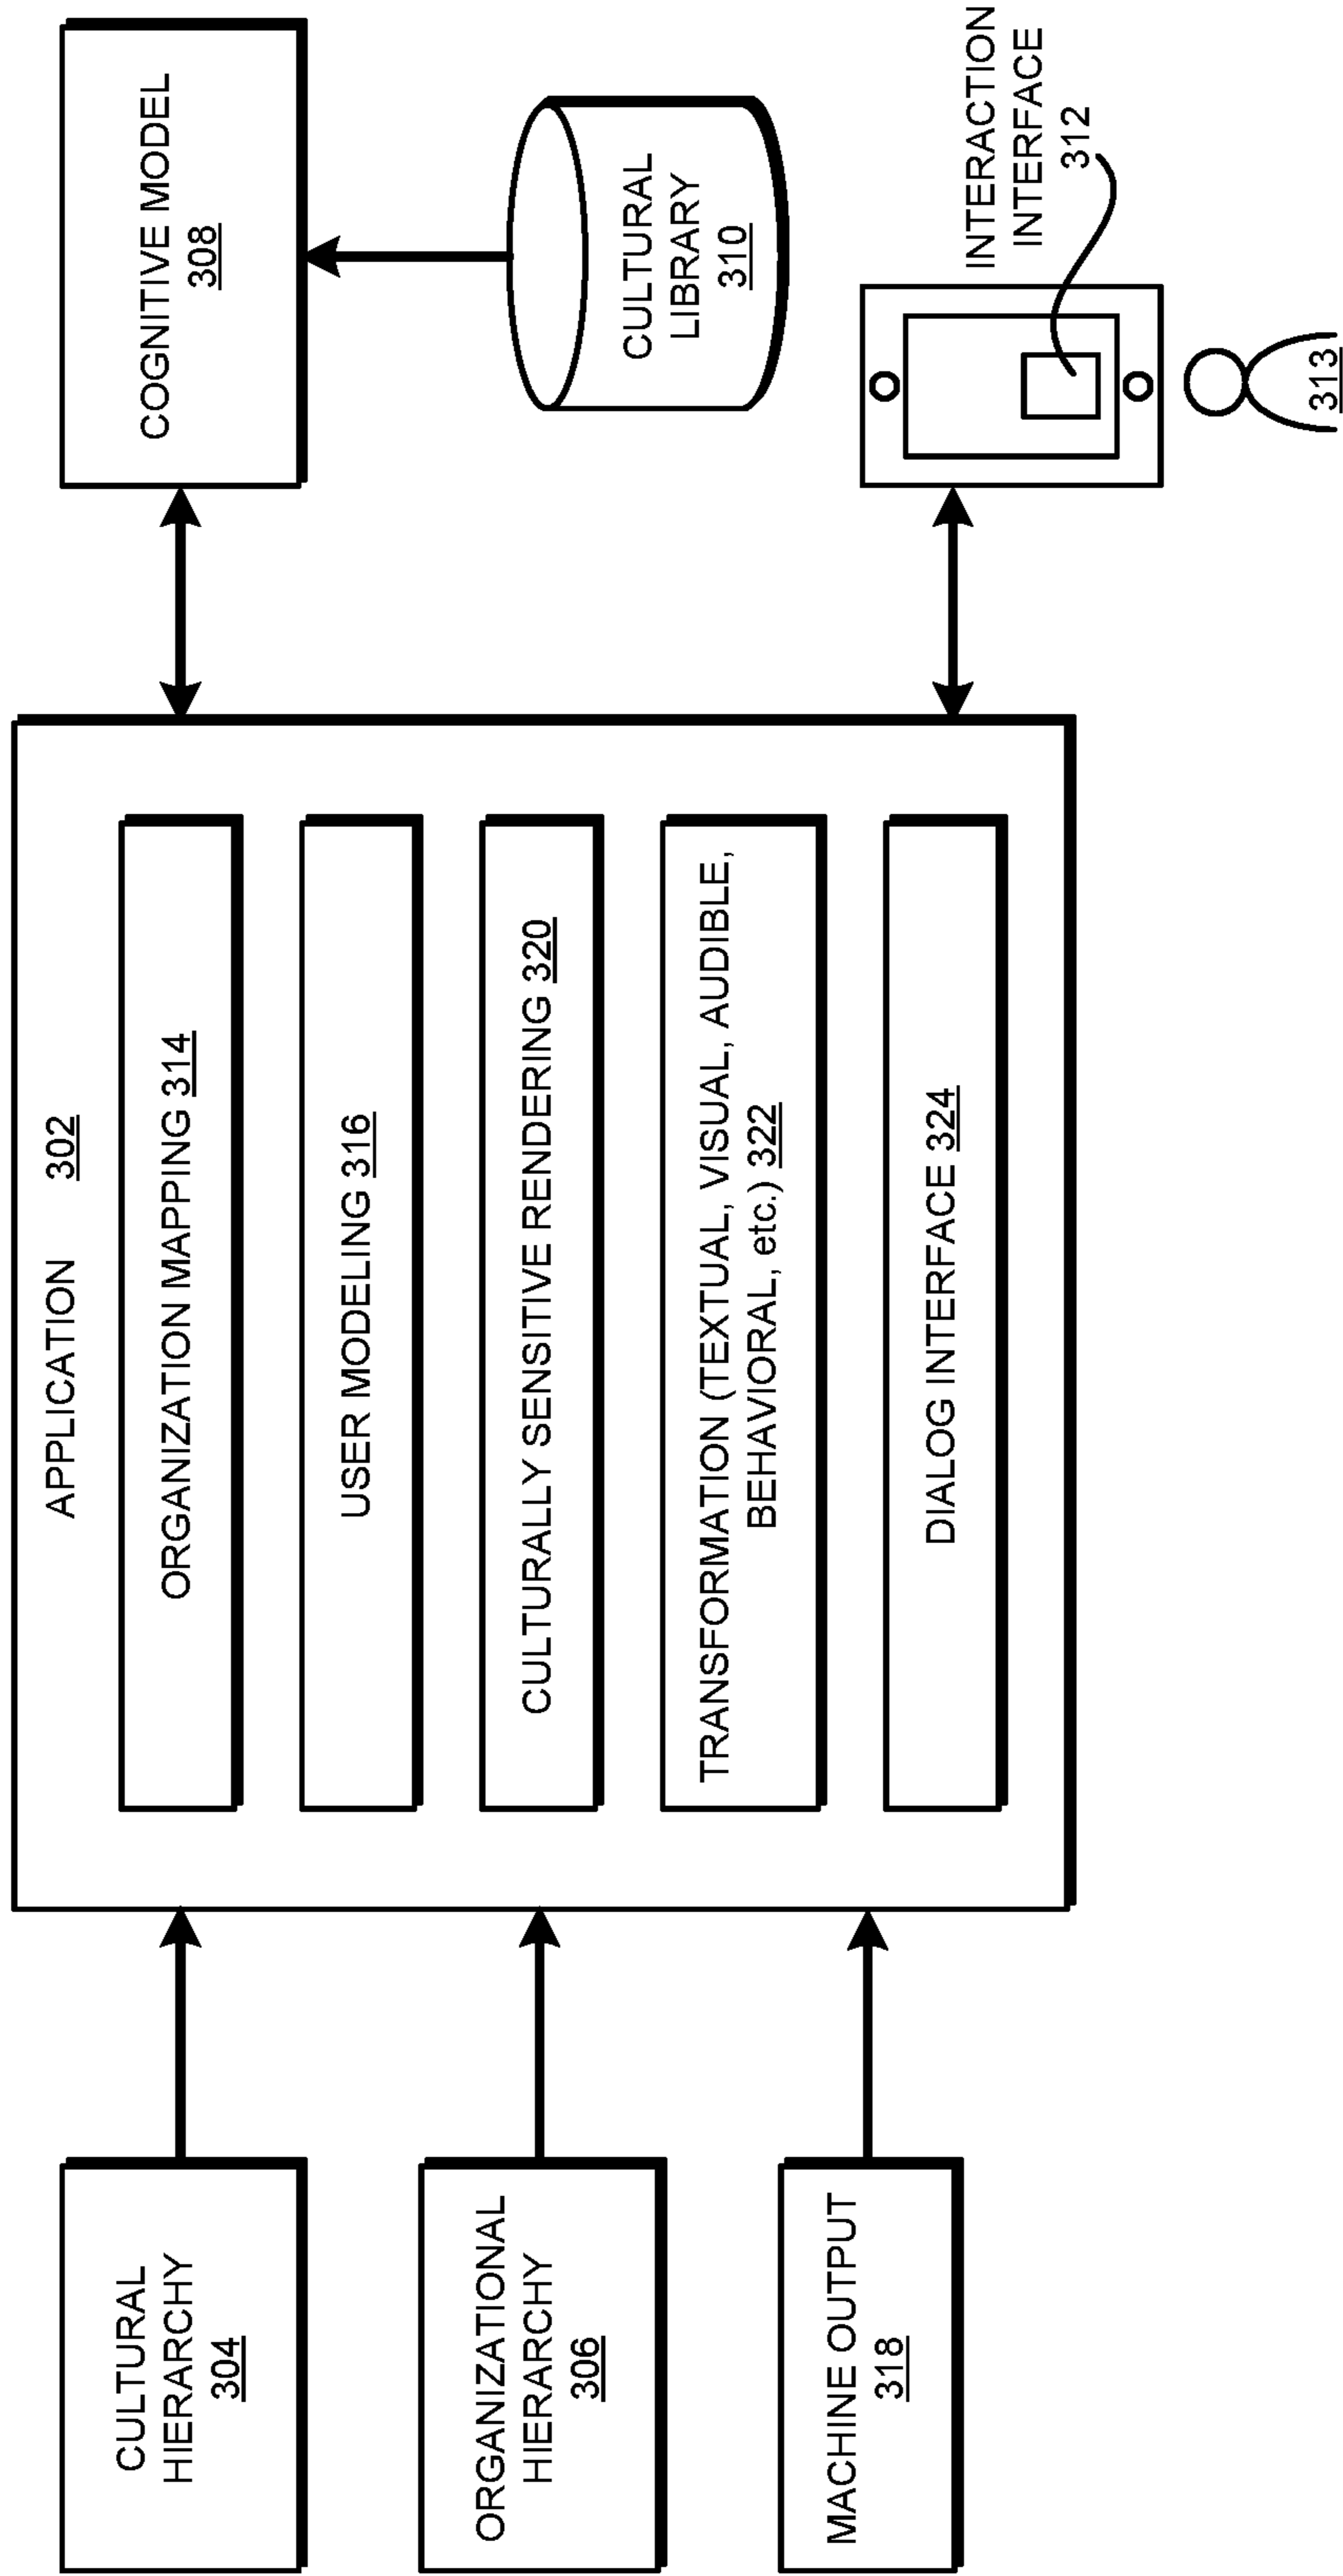 CULTURAL
HIERARCHY
304
ORGANIZATIONAL
HIERARCHY
306
MACHINE OUTPUT
318
APPLICATION 302
ORGANIZATION MAPPING 314
USER MODELING 316
CULTURALLY SENSITIVE RENDERING 320
TRANSFORMATION (TEXTUAL, VISUAL, AUDIBLE,
BEHAVIORAL, etc.) 322
DIALOG INTERFACE 324
COGNITIVE MODEL
308
CULTURAL
LIBRARY
310
INTERACTION
INTERFACE
312
313